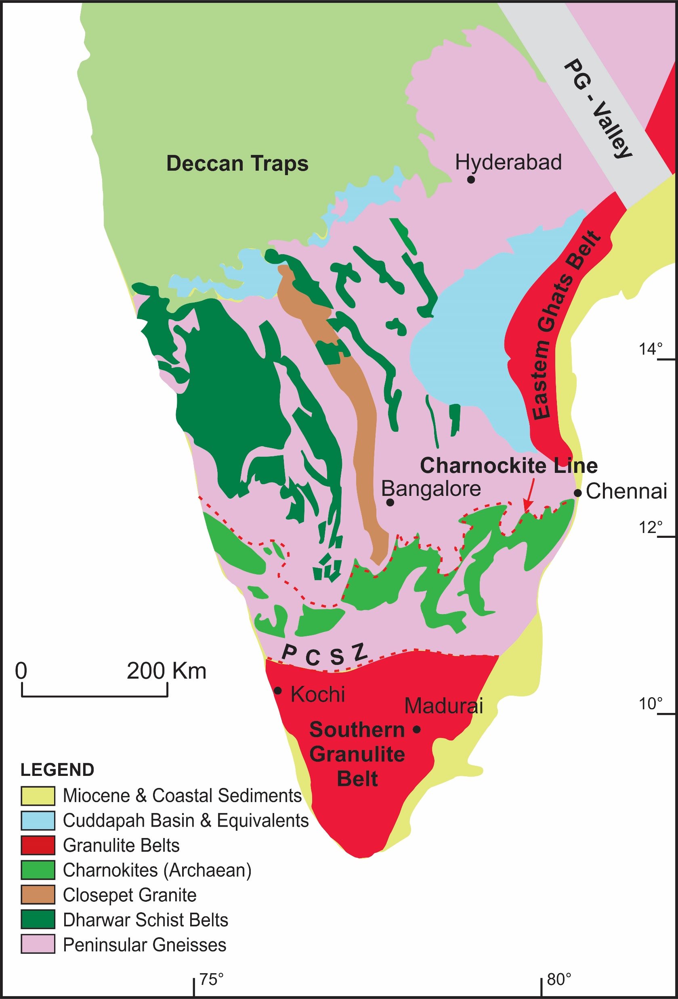 PG - Valley
Deccan Traps
Hyderabad
Eastem Ghats Belt
14°
Charnockite Line
Bangalore
Chennai
12°
P C S Z
0
200 Km
Kochi
Madurai
10°
Southern
Granulite
Belt
LEGEND
Miocene & Coastal Sediments
Cuddapah Basin & Equivalents
Granulite Belts
Charnokites (Archaean)
Closepet Granite
Dharwar Schist Belts
Peninsular Gneisses
75°
80°